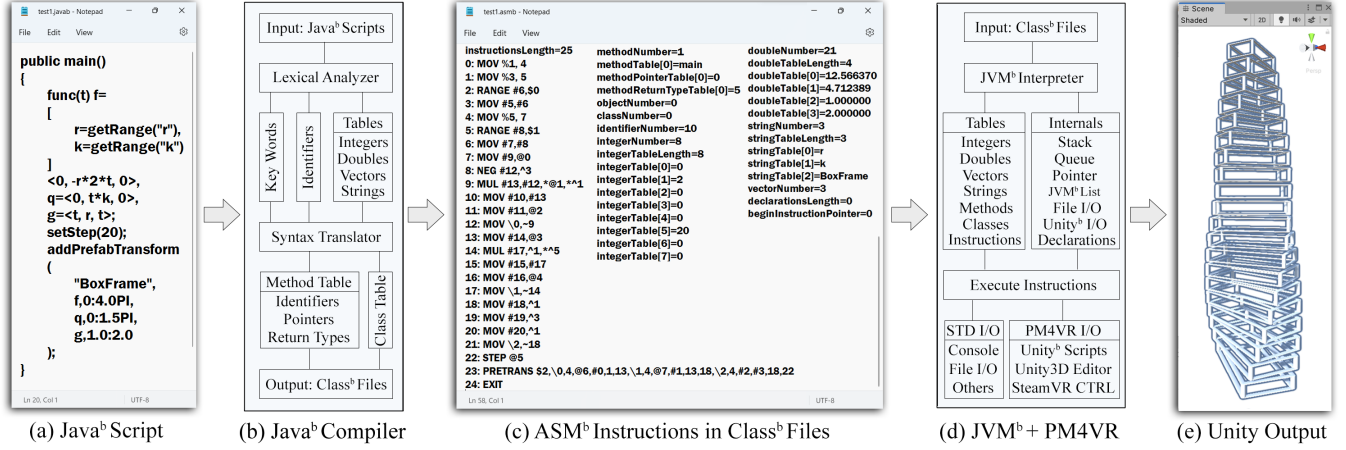 test1.javab - Notepad
File Edit View
public main()
{
func(t) f=
[
r=getRange("r"),
k=getRange("k")
]
<0, -r*2*t, 0>,
q=<0, t*k, 0>,
g=<t, r, t>;
setStep(20);
addPrefabTransform
(
"BoxFrame",
f,0:4.0PI,
q,0:1.5PI,
g,1.0:2.0
);
}
Ln 20, Col 1 UTF-8
(a) Javaᵇ Script
Input: Javaᵇ Scripts
Lexical Analyzer
Key Words
Identifiers
Tables
Integers
Doubles
Vectors
Strings
Syntax Translator
Method Table
Identifiers
Pointers
Return Types
Class Table
Output: Classᵇ Files
(b) Javaᵇ Compiler
test1.asmb - Notepad
File Edit View
instructionsLength=25
0: MOV %1, 4
1: MOV %3, 5
2: RANGE #6,$0
3: MOV #5,#6
4: MOV %5, 7
5: RANGE #8,$1
6: MOV #7,#8
7: MOV #9,@0
8: NEG #12,^3
9: MUL #13,#12,*@1,*^1
10: MOV #10,#13
11: MOV #11,@2
12: MOV \0,~9
13: MOV #14,@3
14: MUL #17,^1,*^5
15: MOV #15,#17
16: MOV #16,@4
17: MOV \1,~14
18: MOV #18,^1
19: MOV #19,^3
20: MOV #20,^1
21: MOV \2,~18
22: STEP @5
23: PRETRANS $2,\0,4,@6,#0,1,13,\1,4,@7,#1,13,18,\2,4,#2,#3,18,22
24: EXIT
methodNumber=1
methodTable[0]=main
methodPointerTable[0]=0
methodReturnTypeTable[0]=5
objectNumber=0
classNumber=0
identifierNumber=10
integerNumber=8
integerTableLength=8
integerTable[0]=0
integerTable[1]=2
integerTable[2]=0
integerTable[3]=0
integerTable[4]=0
integerTable[5]=20
integerTable[6]=0
integerTable[7]=0
doubleNumber=21
doubleTableLength=4
doubleTable[0]=12.566370
doubleTable[1]=4.712389
doubleTable[2]=1.000000
doubleTable[3]=2.000000
stringNumber=3
stringTableLength=3
stringTable[0]=r
stringTable[1]=k
stringTable[2]=BoxFrame
vectorNumber=3
declarationsLength=0
beginInstructionPointer=0
Ln 58, Col 1 UTF-8
(c) ASMᵇ Instructions in Classᵇ Files
Input: Classᵇ Files
JVMᵇ Interpreter
Tables
Integers
Doubles
Vectors
Strings
Methods
Classes
Instructions
Internals
Stack
Queue
Pointer
JVMᵇ List
File I/O
Unityᵇ I/O
Declarations
Execute Instructions
STD I/O
Console
File I/O
Others
PM4VR I/O
Unityᵇ Scripts
Unity3D Editor
SteamVR CTRL
(d) JVMᵇ + PM4VR
Scene
Shaded 2D
Persp
(e) Unity Output